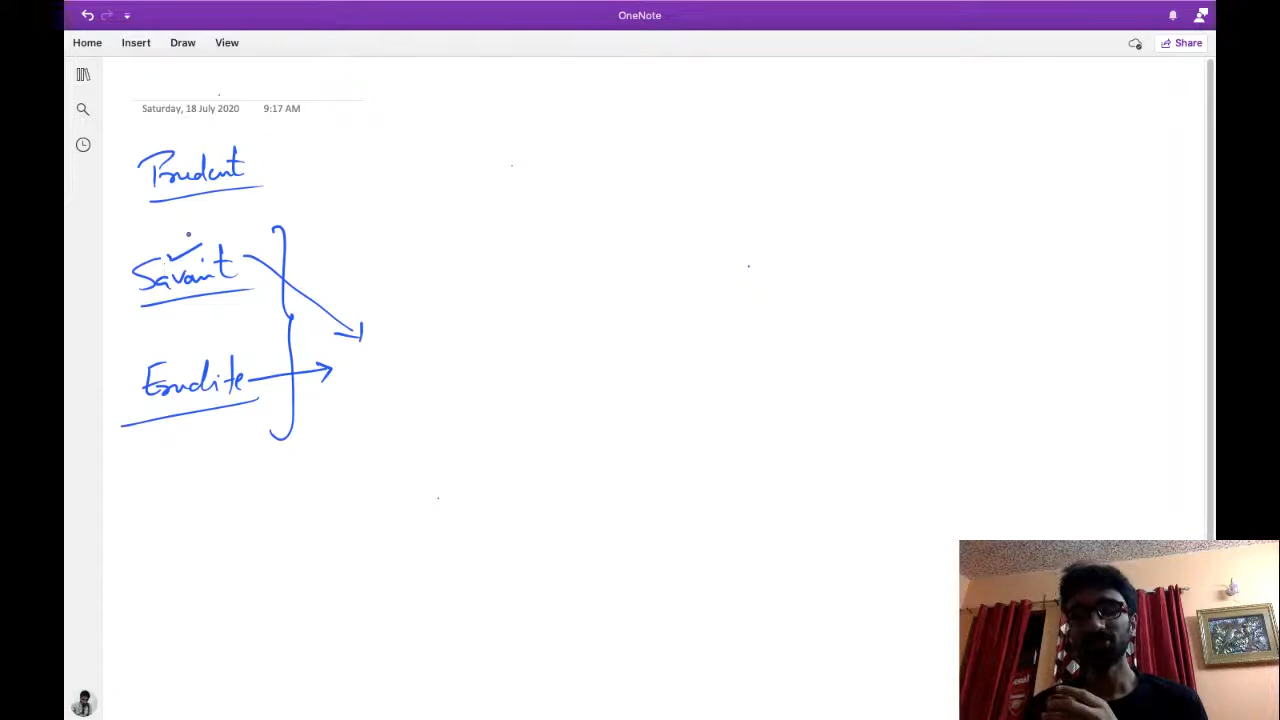 OneNote
Home Insert Draw View Share
Saturday, 18 July 2020 9:17 AM
Prudent
Savant
Erudite